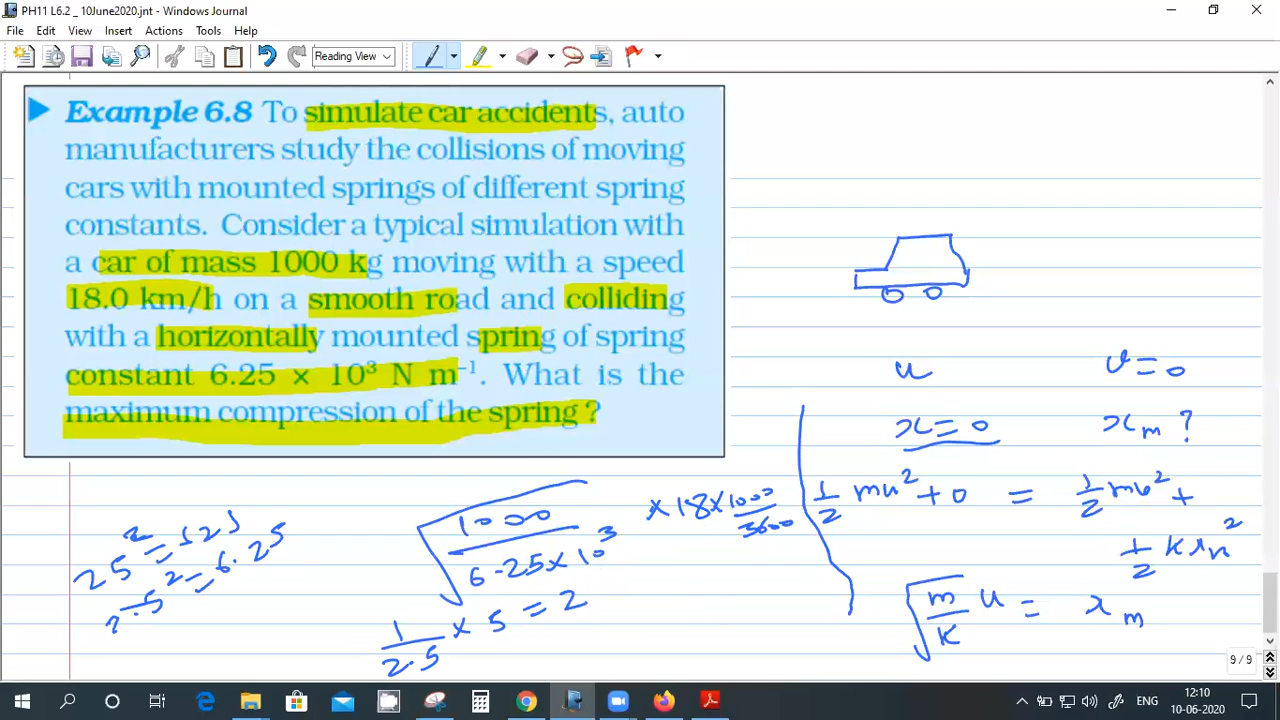 PH11 L6.2 _ 10June2020.jnt - Windows Journal
File Edit View Insert Actions Tools Help
Reading View
Example 6.8 To simulate car accidents, auto
manufacturers study the collisions of moving
cars with mounted springs of different spring
constants. Consider a typical simulation with
a car of mass 1000 kg moving with a speed
18.0 km/h on a smooth road and colliding
with a horizontally mounted spring of spring
constant 6.25 × 10³ N m⁻¹. What is the
maximum compression of the spring ?
u v = 0
x = 0 x m ?
1/2 mu² + 0 = 1/2 mv² +
1/2 K x m²
√(m/K) u = x m
√(1000/(6.25 × 10³)) × 18 × 1000/3600
1/2.5 × 5 = 2
2.5² = 6.25
9 / 9
ENG
12:10
10-06-2020